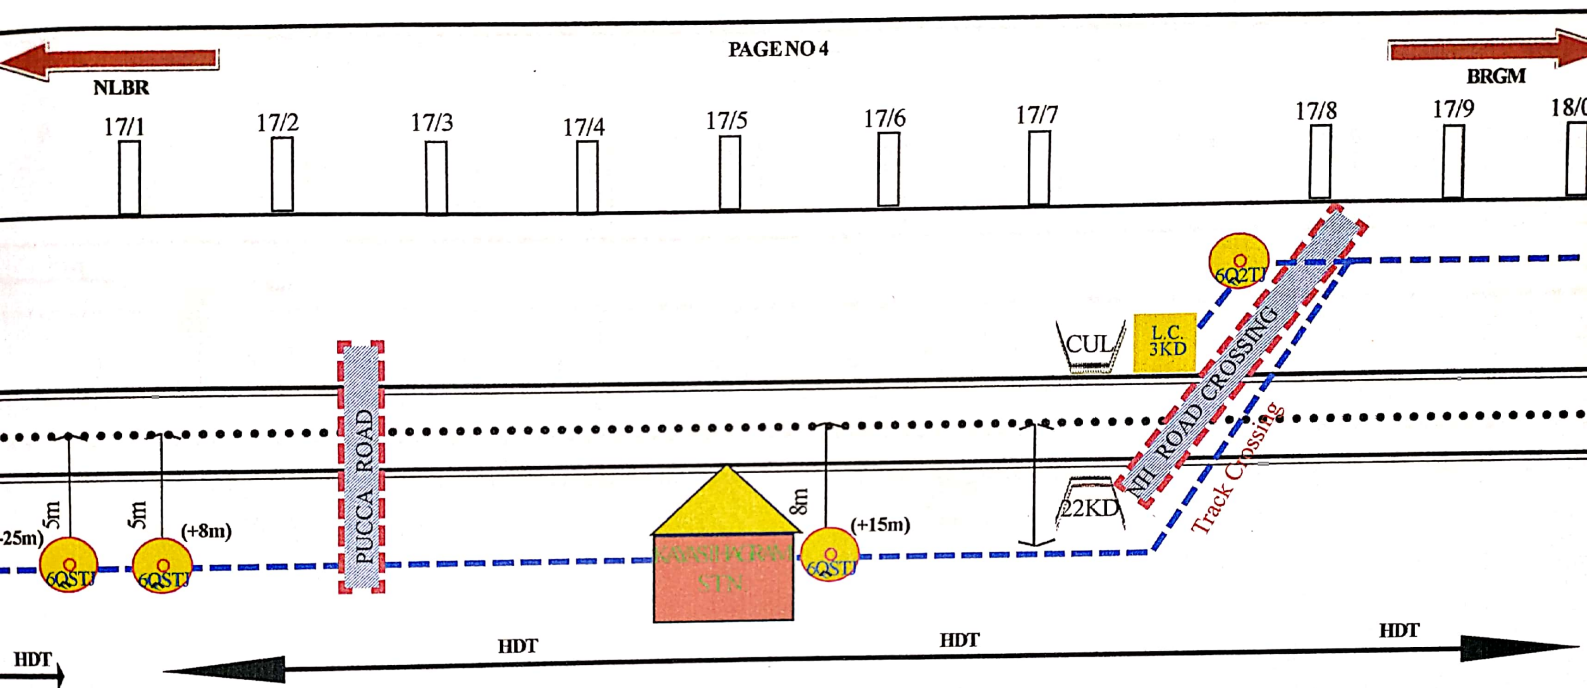 PAGE NO 4
NLBR
BRGM
17/1
17/2
17/3
17/4
17/5
17/6
17/7
17/8
17/9
18/0
6Q2TJ
CUL
L.C.
3KD
NH ROAD CROSSING
Track Crossing
PUCCA ROAD
5m
5m
8m
25m)
(+8m)
(+15m)
6QSTJ
6QSTJ
6QSTJ
22KD
STN
HDT
HDT
HDT
HDT